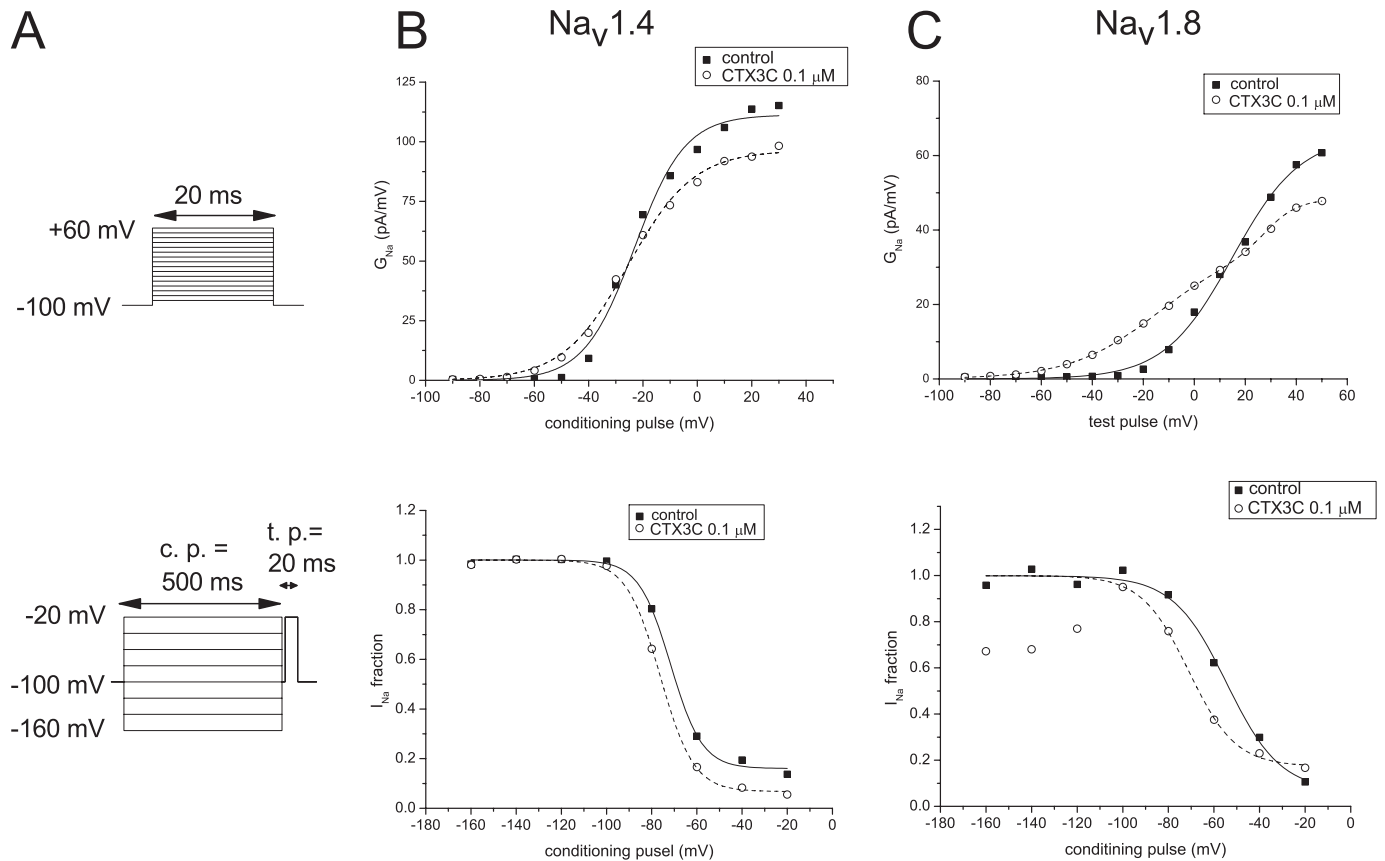 A
20 ms
+60 mV
-100 mV
c. p. =
500 ms
t. p.=
20 ms
-20 mV
-100 mV
-160 mV
B
Nav1.4
control
CTX3C 0.1 μM
125
100
75
50
25
0
GNa (pA/mV)
-100 -80 -60 -40 -20 0 20 40
conditioning pulse (mV)
control
CTX3C 0.1 μM
1.2
1.0
0.8
0.6
0.4
0.2
0.0
INa fraction
-180 -160 -140 -120 -100 -80 -60 -40 -20 0
conditioning pusel (mV)
C
Nav1.8
control
CTX3C 0.1 μM
80
60
40
20
0
GNa (pA/mV)
-100 -80 -60 -40 -20 0 20 40 60
test pulse (mV)
control
CTX3C 0.1 μM
1.2
1.0
0.8
0.6
0.4
0.2
0.0
INa fraction
-180 -160 -140 -120 -100 -80 -60 -40 -20 0
conditining pulse (mV)